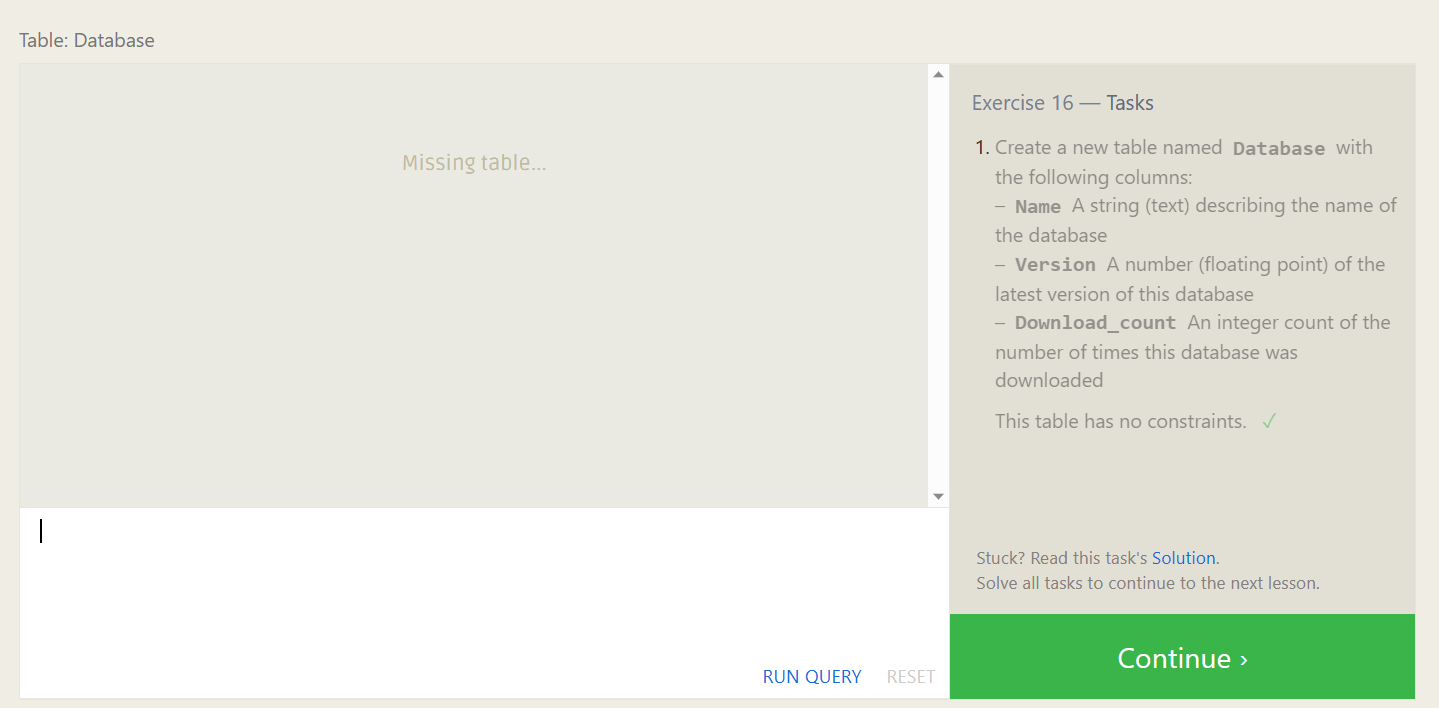 Table: Database
Missing table…
RUN QUERY RESET
Exercise 16 — Tasks
1. Create a new table named Database with
the following columns:
– Name A string (text) describing the name of
the database
– Version A number (floating point) of the
latest version of this database
– Download_count An integer count of the
number of times this database was
downloaded
This table has no constraints. ✓
Stuck? Read this task's Solution.
Solve all tasks to continue to the next lesson.
Continue ›